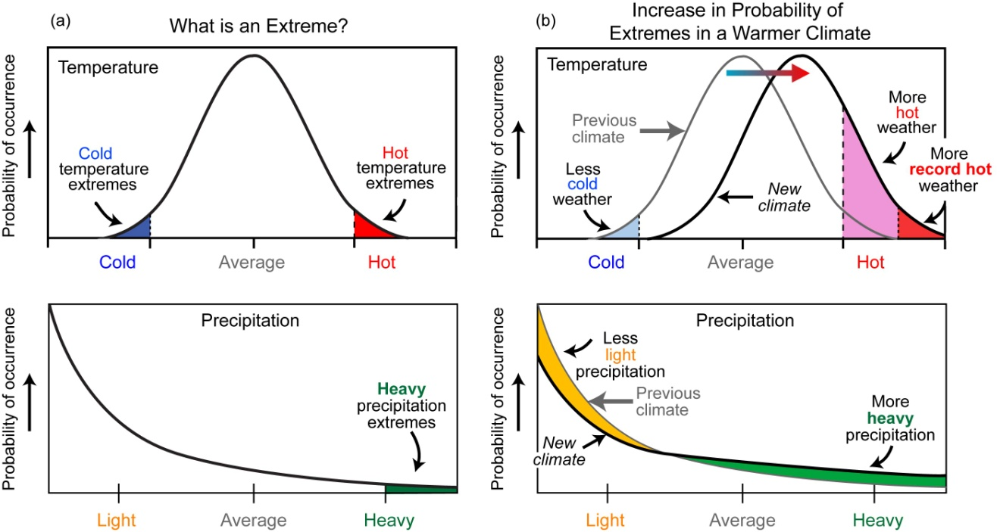 (a)
What is an Extreme?
Probability of occurrence
Temperature
Cold
temperature
extremes
Hot
temperature
extremes
Cold
Average
Hot
(b)
Increase in Probability of
Extremes in a Warmer Climate
Probability of occurrence
Temperature
Previous
climate
Less
cold
weather
New
climate
More
hot
weather
More
record hot
weather
Cold
Average
Hot
Probability of occurrence
Precipitation
Heavy
precipitation
extremes
Light
Average
Heavy
Probability of occurrence
Precipitation
Less
light
precipitation
Previous
climate
New
climate
More
heavy
precipitation
Light
Average
Heavy